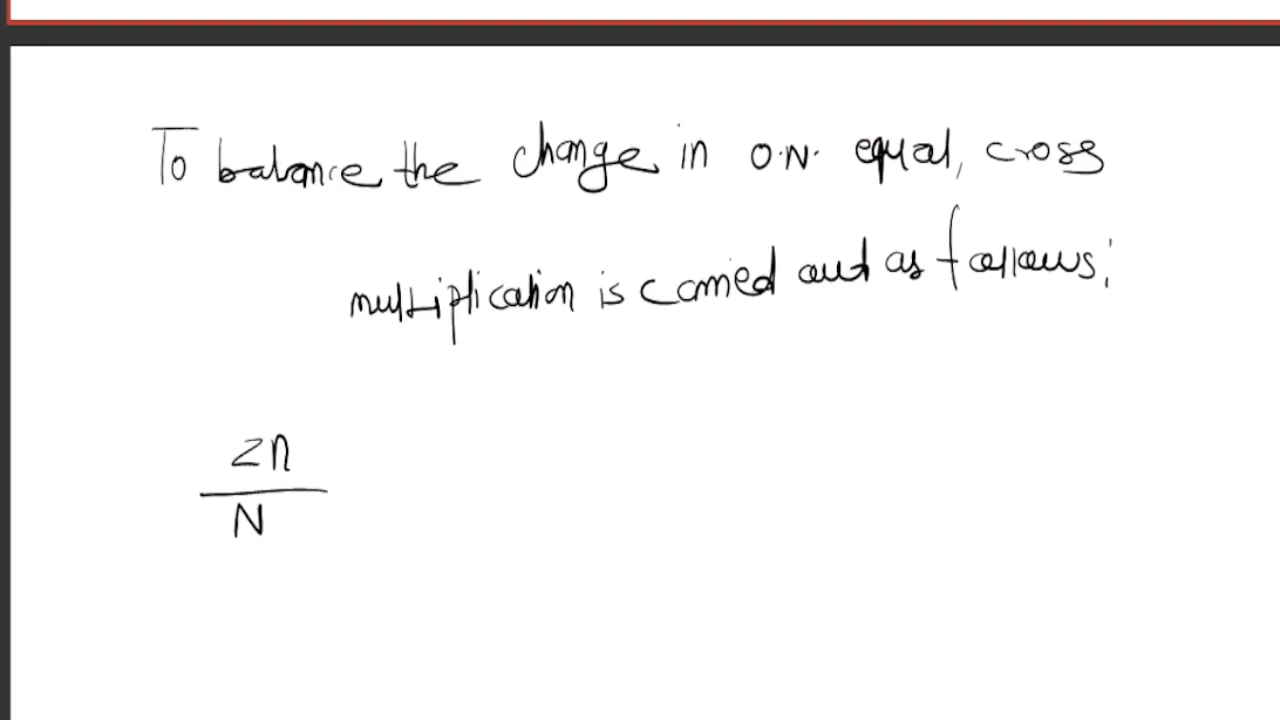 To balance the change in O.N. equal, cross
multiplication is carried out as follows:
Zn
N